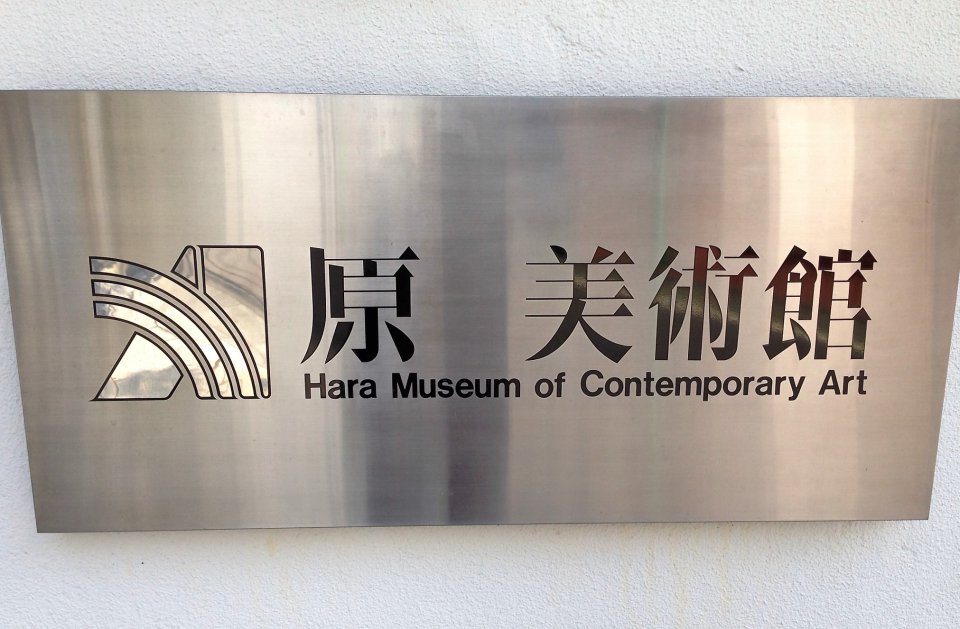 原 美術館
Hara Museum of Contemporary Art